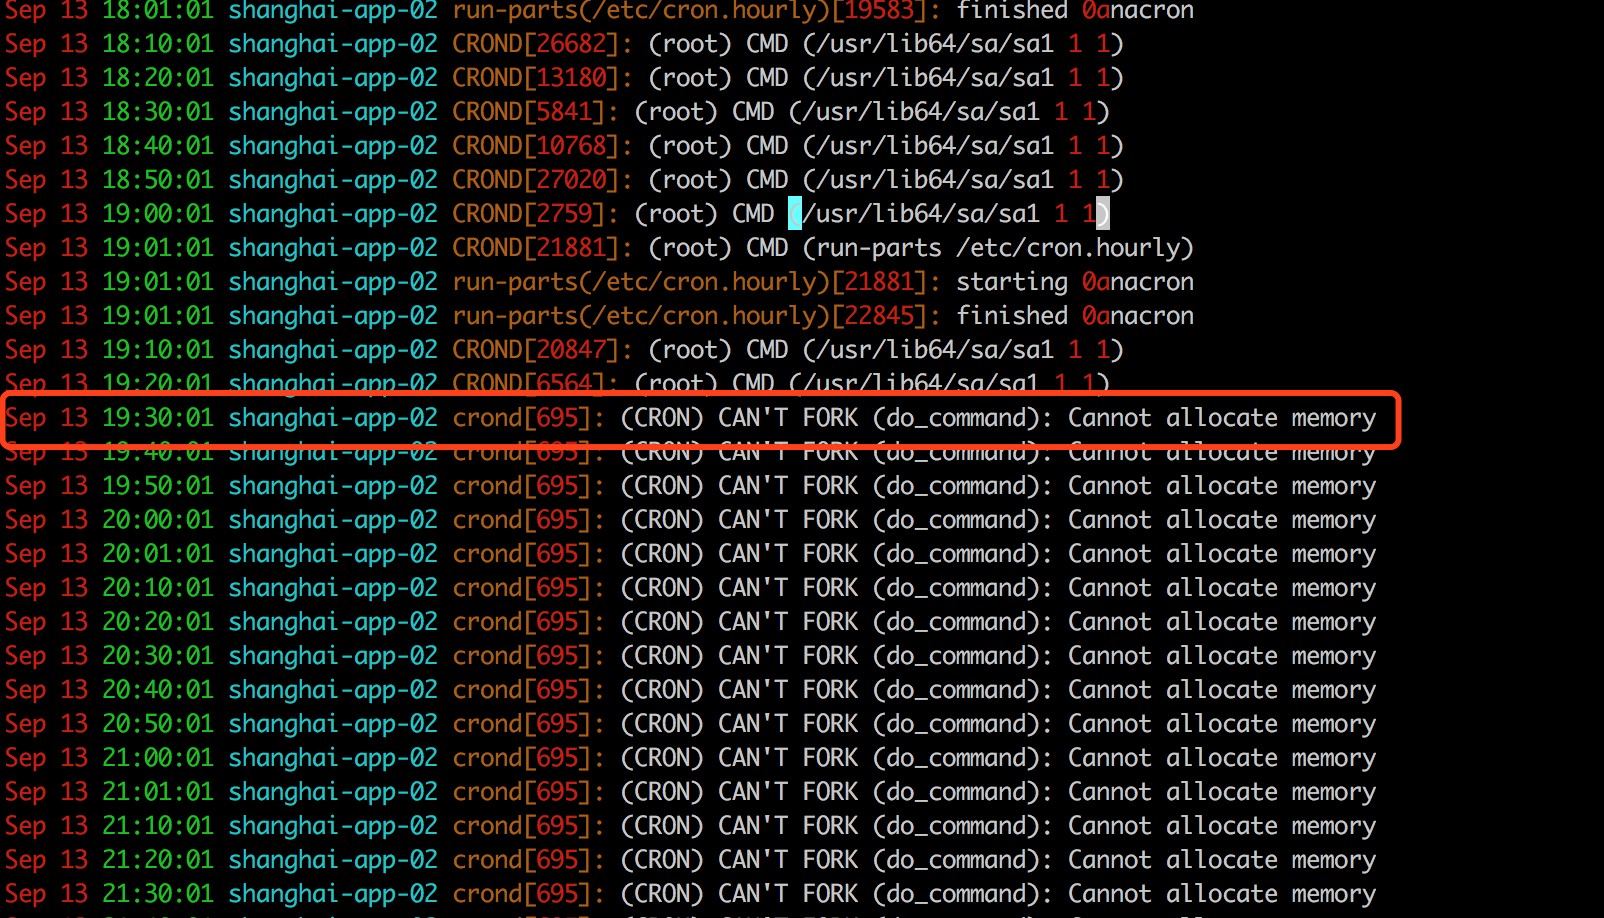 Sep 13 18:01:01 shanghai-app-02 run-parts(/etc/cron.hourly)[19583]: finished 0anacron
Sep 13 18:10:01 shanghai-app-02 CROND[26682]: (root) CMD (/usr/lib64/sa/sa1 1 1)
Sep 13 18:20:01 shanghai-app-02 CROND[13180]: (root) CMD (/usr/lib64/sa/sa1 1 1)
Sep 13 18:30:01 shanghai-app-02 CROND[5841]: (root) CMD (/usr/lib64/sa/sa1 1 1)
Sep 13 18:40:01 shanghai-app-02 CROND[10768]: (root) CMD (/usr/lib64/sa/sa1 1 1)
Sep 13 18:50:01 shanghai-app-02 CROND[27020]: (root) CMD (/usr/lib64/sa/sa1 1 1)
Sep 13 19:00:01 shanghai-app-02 CROND[2759]: (root) CMD (/usr/lib64/sa/sa1 1 1)
Sep 13 19:01:01 shanghai-app-02 CROND[21881]: (root) CMD (run-parts /etc/cron.hourly)
Sep 13 19:01:01 shanghai-app-02 run-parts(/etc/cron.hourly)[21881]: starting 0anacron
Sep 13 19:01:01 shanghai-app-02 run-parts(/etc/cron.hourly)[22845]: finished 0anacron
Sep 13 19:10:01 shanghai-app-02 CROND[20847]: (root) CMD (/usr/lib64/sa/sa1 1 1)
Sep 13 19:20:01 shanghai-app-02 CROND[6564]: (root) CMD (/usr/lib64/sa/sa1 1 1)
Sep 13 19:30:01 shanghai-app-02 crond[695]: (CRON) CAN'T FORK (do_command): Cannot allocate memory
Sep 13 19:40:01 shanghai-app-02 crond[695]: (CRON) CAN'T FORK (do_command): Cannot allocate memory
Sep 13 19:50:01 shanghai-app-02 crond[695]: (CRON) CAN'T FORK (do_command): Cannot allocate memory
Sep 13 20:00:01 shanghai-app-02 crond[695]: (CRON) CAN'T FORK (do_command): Cannot allocate memory
Sep 13 20:01:01 shanghai-app-02 crond[695]: (CRON) CAN'T FORK (do_command): Cannot allocate memory
Sep 13 20:10:01 shanghai-app-02 crond[695]: (CRON) CAN'T FORK (do_command): Cannot allocate memory
Sep 13 20:20:01 shanghai-app-02 crond[695]: (CRON) CAN'T FORK (do_command): Cannot allocate memory
Sep 13 20:30:01 shanghai-app-02 crond[695]: (CRON) CAN'T FORK (do_command): Cannot allocate memory
Sep 13 20:40:01 shanghai-app-02 crond[695]: (CRON) CAN'T FORK (do_command): Cannot allocate memory
Sep 13 20:50:01 shanghai-app-02 crond[695]: (CRON) CAN'T FORK (do_command): Cannot allocate memory
Sep 13 21:00:01 shanghai-app-02 crond[695]: (CRON) CAN'T FORK (do_command): Cannot allocate memory
Sep 13 21:01:01 shanghai-app-02 crond[695]: (CRON) CAN'T FORK (do_command): Cannot allocate memory
Sep 13 21:10:01 shanghai-app-02 crond[695]: (CRON) CAN'T FORK (do_command): Cannot allocate memory
Sep 13 21:20:01 shanghai-app-02 crond[695]: (CRON) CAN'T FORK (do_command): Cannot allocate memory
Sep 13 21:30:01 shanghai-app-02 crond[695]: (CRON) CAN'T FORK (do_command): Cannot allocate memory